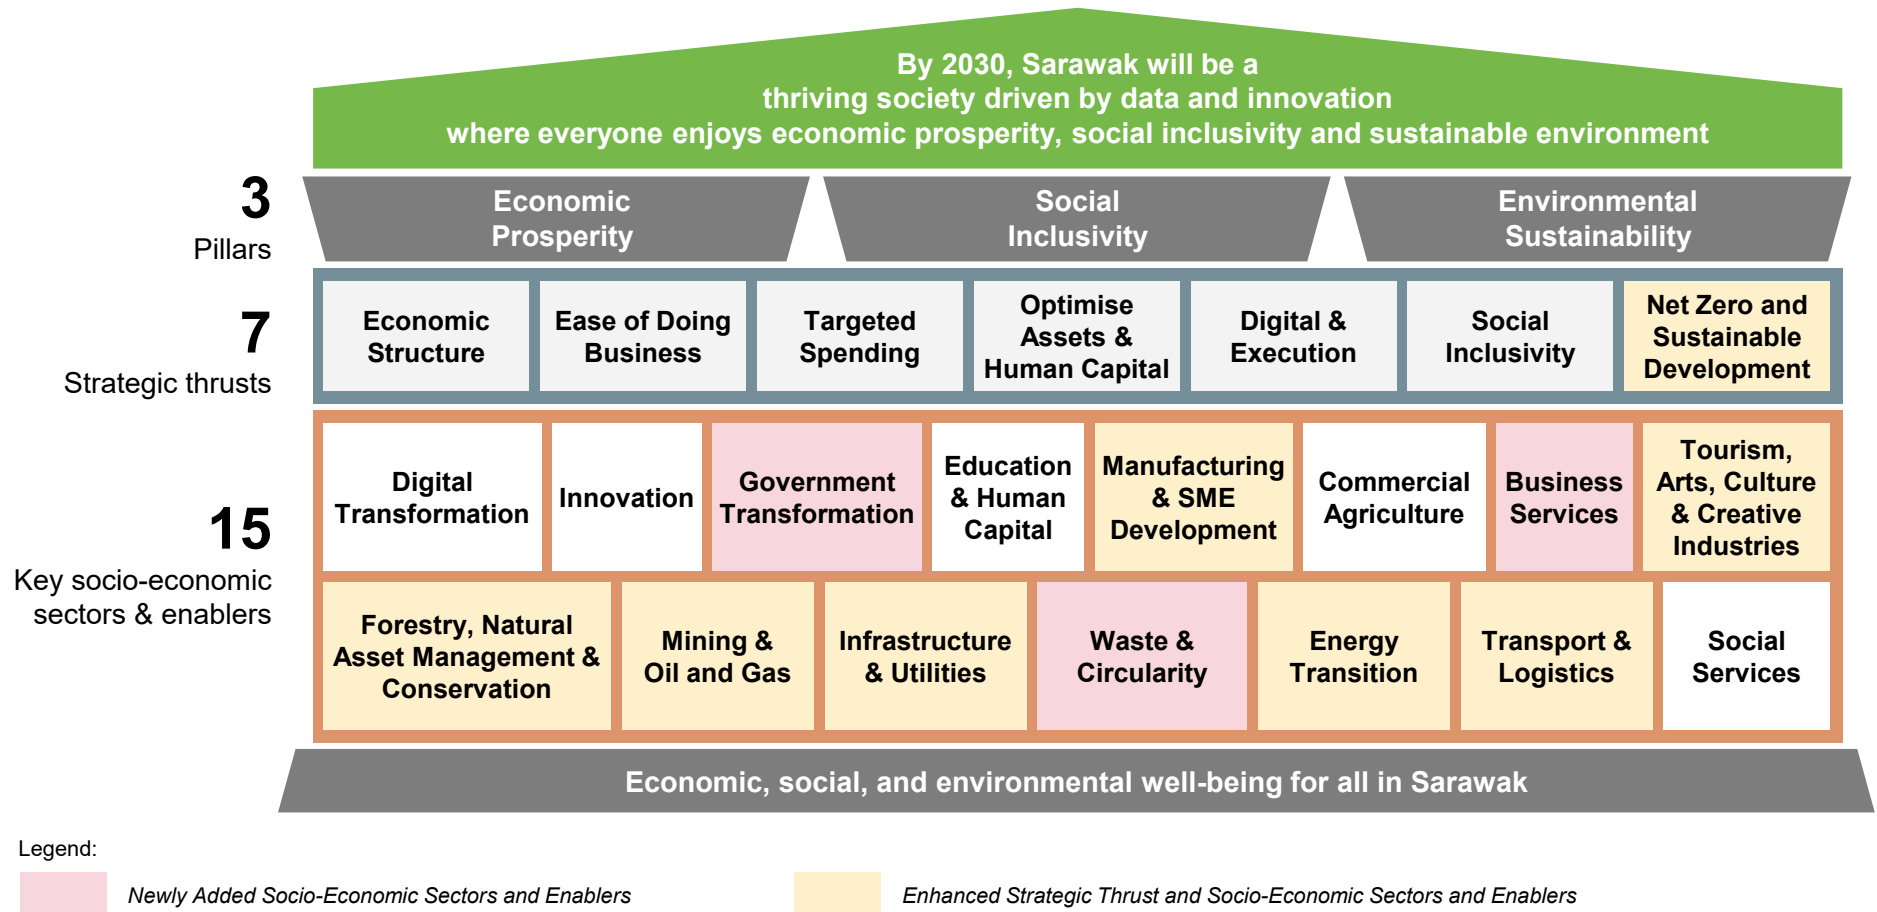 By 2030, Sarawak will be a
thriving society driven by data and innovation
where everyone enjoys economic prosperity, social inclusivity and sustainable environment
3
Pillars
Economic
Prosperity
Social
Inclusivity
Environmental
Sustainability
7
Strategic thrusts
Economic
Structure
Ease of Doing
Business
Targeted
Spending
Optimise
Assets &
Human Capital
Digital &
Execution
Social
Inclusivity
Net Zero and
Sustainable
Development
15
Key socio-economic
sectors & enablers
Digital
Transformation
Innovation
Government
Transformation
Education
& Human
Capital
Manufacturing
& SME
Development
Commercial
Agriculture
Business
Services
Tourism,
Arts, Culture
& Creative
Industries
Forestry, Natural
Asset Management &
Conservation
Mining &
Oil and Gas
Infrastructure
& Utilities
Waste &
Circularity
Energy
Transition
Transport &
Logistics
Social
Services
Economic, social, and environmental well-being for all in Sarawak
Legend:
Newly Added Socio-Economic Sectors and Enablers
Enhanced Strategic Thrust and Socio-Economic Sectors and Enablers